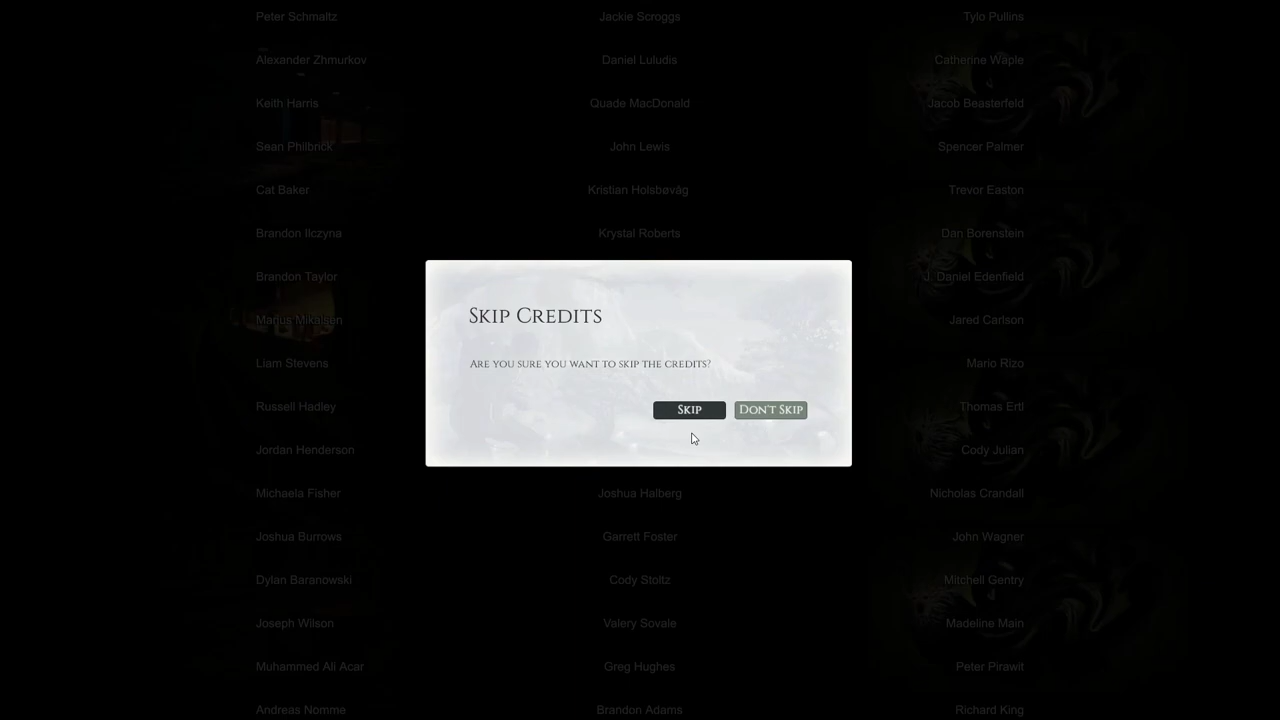 Peter Schmaltz Jackie Scroggs Tylo Pullins
Alexander Zhmurkov Daniel Luludis Catherine Waple
Keith Harris Quade MacDonald Jacob Beasterfeld
Sean Philbrick John Lewis Spencer Palmer
Cat Baker Kristian Holsbøvåg Trevor Easton
Brandon Ilczyna Krystal Roberts Dan Borenstein
Brandon Taylor J. Daniel Edenfield
Skip Credits
Marius Mikalsen Jared Carlson
Liam Stevens Are you sure you want to skip the credits? Mario Rizo
Russell Hadley Skip Don't Skip Thomas Ertl
Jordan Henderson Cody Julian
Michaela Fisher Joshua Halberg Nicholas Crandall
Joshua Burrows Garrett Foster John Wagner
Dylan Baranowski Cody Stoltz Mitchell Gentry
Joseph Wilson Valery Sovale Madeline Main
Muhammed Ali Acar Greg Hughes Peter Pirawit
Andreas Nomme Brandon Adams Richard King